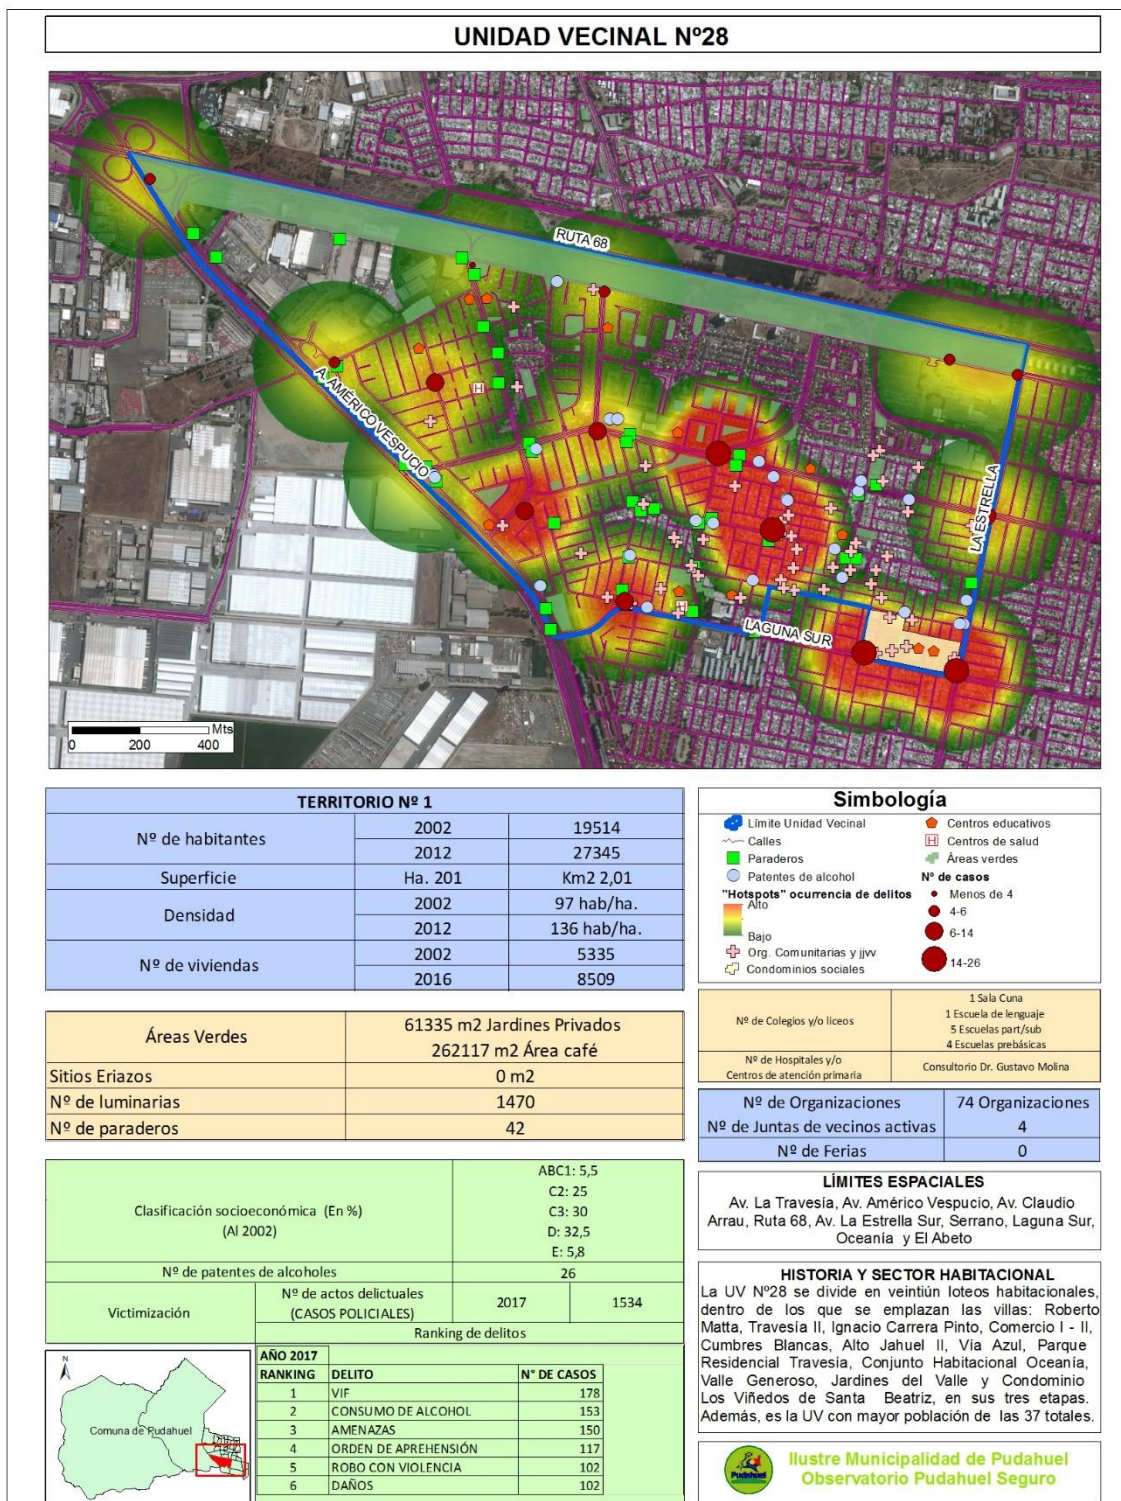 UNIDAD VECINAL Nº28
RUTA 68
A. AMÉRICO VESPUCIO
LA ESTRELLA
LAGUNA SUR
Mts
0 200 400
TERRITORIO Nº 1
Nº de habitantes
2002 19514
2012 27345
Superficie Ha. 201 Km2 2,01
Densidad
2002 97 hab/ha.
2012 136 hab/ha.
Nº de viviendas
2002 5335
2016 8509
Áreas Verdes
61335 m2 Jardines Privados
262117 m2 Área café
Sitios Eriazos 0 m2
Nº de luminarias 1470
Nº de paraderos 42
Clasificación socioeconómica (En %)
(Al 2002)
ABC1: 5,5
C2: 25
C3: 30
D: 32,5
E: 5,8
Nº de patentes de alcoholes 26
Victimización
Nº de actos delictuales
(CASOS POLICIALES)
2017 1534
Ranking de delitos
N
Comuna de Pudahuel
AÑO 2017
RANKING DELITO N° DE CASOS
1 VIF 178
2 CONSUMO DE ALCOHOL 153
3 AMENAZAS 150
4 ORDEN DE APREHENSIÓN 117
5 ROBO CON VIOLENCIA 102
6 DAÑOS 102
Simbología
Límite Unidad Vecinal
Calles
Paraderos
Patentes de alcohol
"Hotspots" ocurrencia de delitos
Alto
Bajo
Org. Comunitarias y jjvv
Condominios sociales
Centros educativos
H Centros de salud
Áreas verdes
Nº de casos
Menos de 4
4-6
6-14
14-26
Nº de Colegios y/o liceos
1 Sala Cuna
1 Escuela de lenguaje
5 Escuelas part/sub
4 Escuelas prebásicas
Nº de Hospitales y/o
Centros de atención primaria
Consultorio Dr. Gustavo Molina
Nº de Organizaciones 74 Organizaciones
Nº de Juntas de vecinos activas 4
Nº de Ferias 0
LÍMITES ESPACIALES
Av. La Travesía, Av. Américo Vespucio, Av. Claudio
Arrau, Ruta 68, Av. La Estrella Sur, Serrano, Laguna Sur,
Oceanía y El Abeto
HISTORIA Y SECTOR HABITACIONAL
La UV Nº28 se divide en veintiún loteos habitacionales,
dentro de los que se emplazan las villas: Roberto
Matta, Travesía II, Ignacio Carrera Pinto, Comercio I - II,
Cumbres Blancas, Alto Jahuel II, Vía Azul, Parque
Residencial Travesía, Conjunto Habitacional Oceanía,
Valle Generoso, Jardines del Valle y Condominio
Los Viñedos de Santa Beatriz, en sus tres etapas.
Además, es la UV con mayor población de las 37 totales.
Pudahuel
Ilustre Municipalidad de Pudahuel
Observatorio Pudahuel Seguro